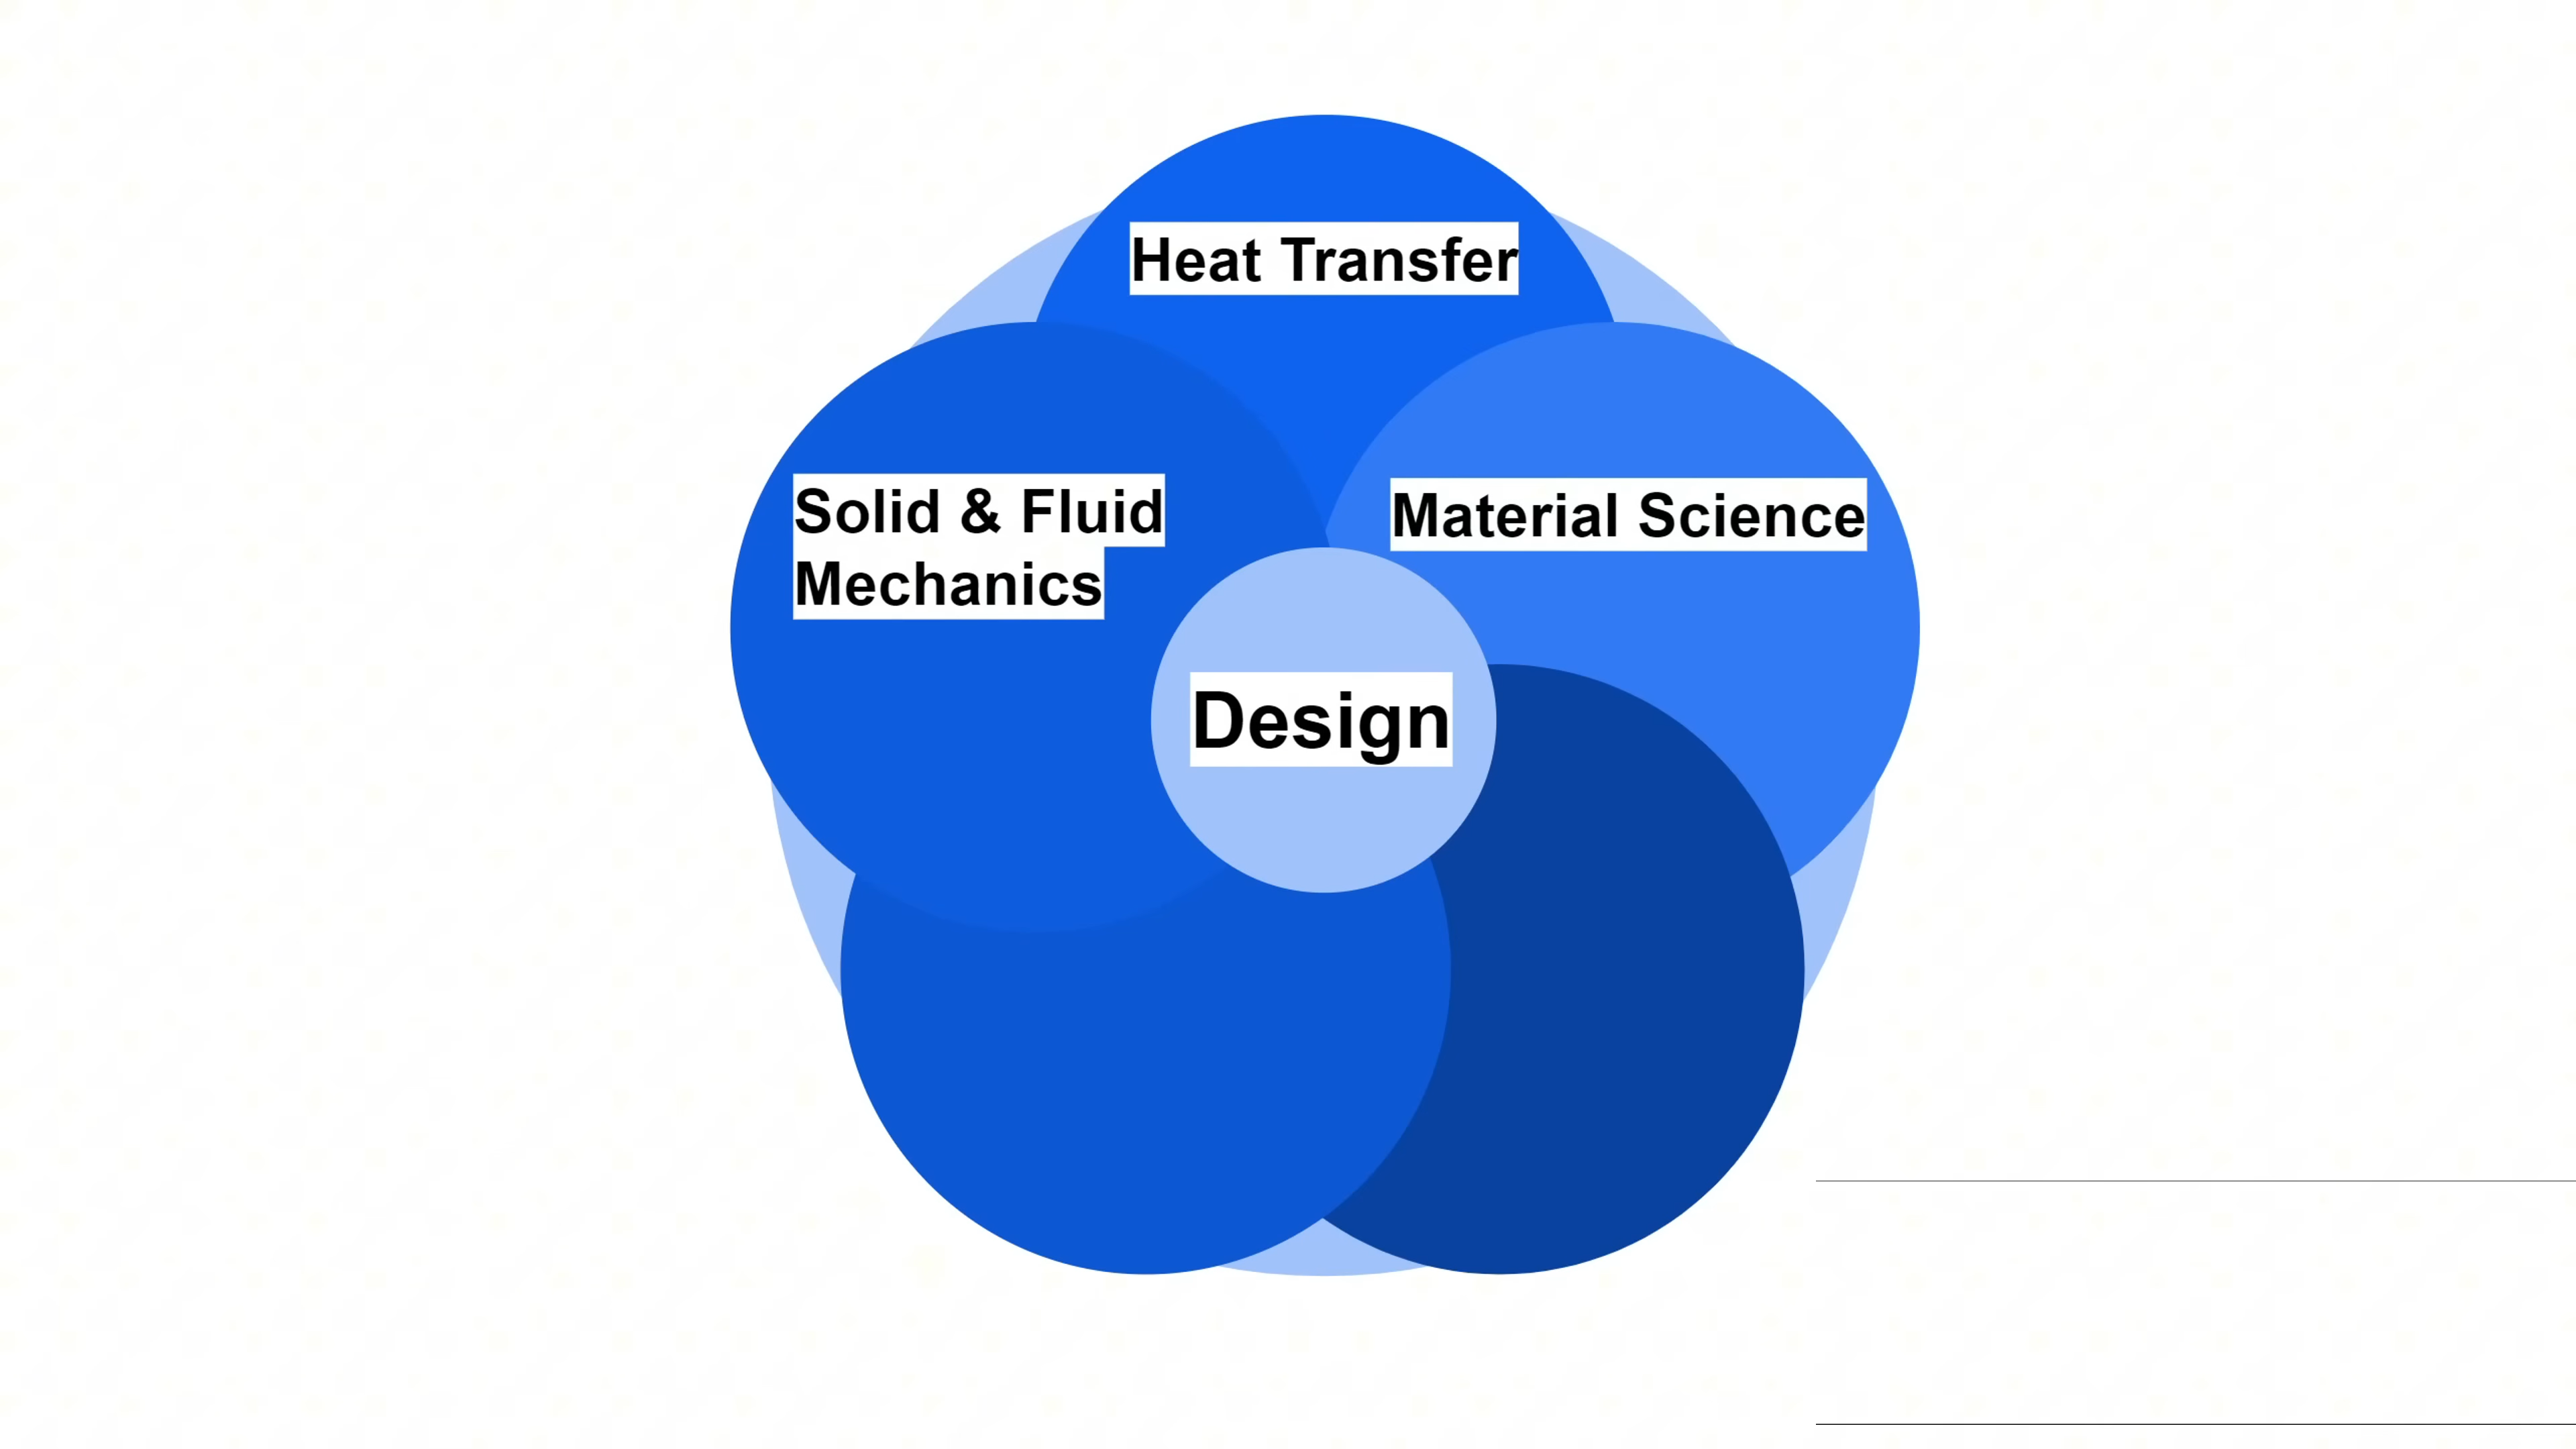 Heat Transfer
Solid & Fluid
Mechanics
Material Science
Design